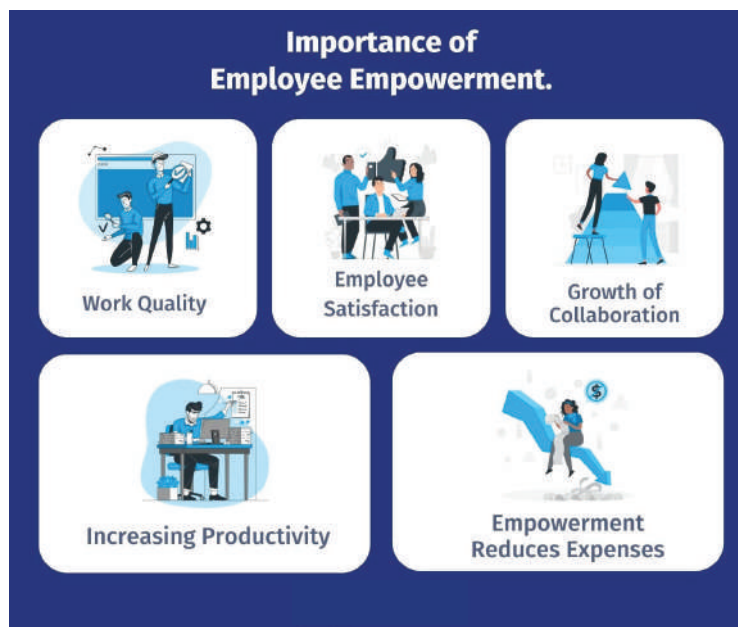 Importance of
Employee Empowerment.
Work Quality
Employee
Satisfaction
Growth of
Collaboration
$
Increasing Productivity
Empowerment
Reduces Expenses